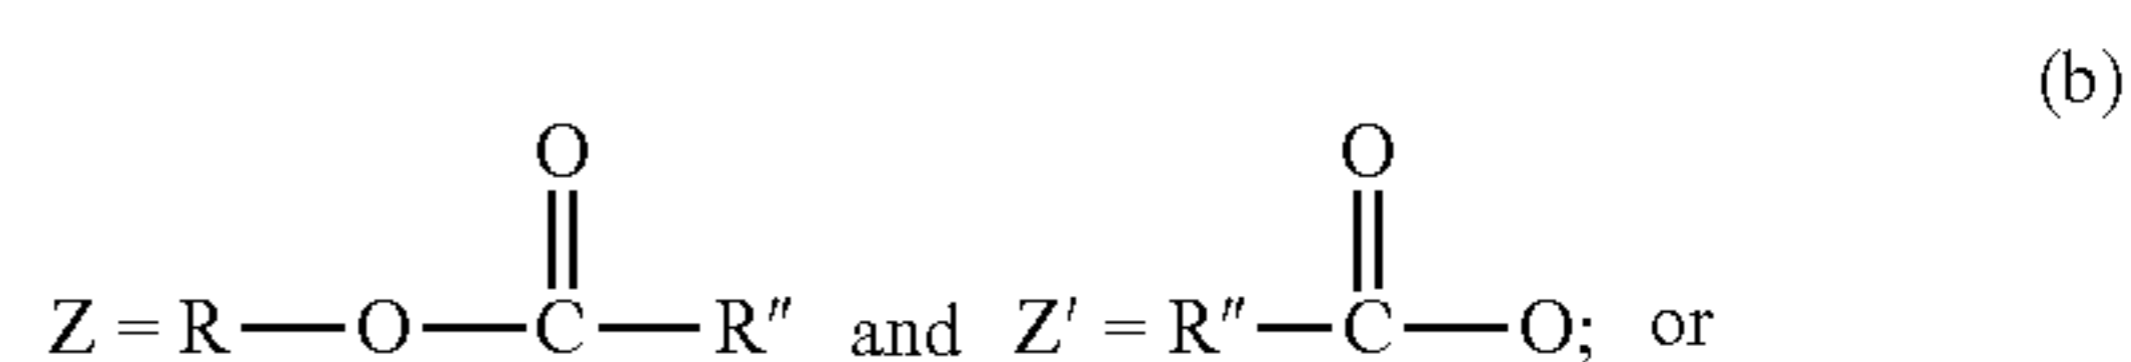 (b)
O O
Z = R—O—C—R″ and Z′ = R″—C—O; or